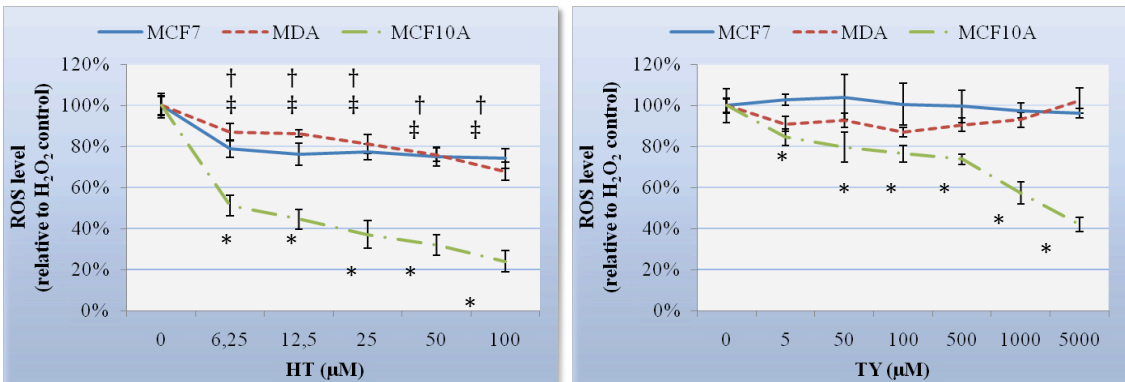 MCF7 MDA MCF10A
120%
100%
80%
60%
40%
20%
0%
ROS level
(relative to H₂O₂ control)
† † † † †
‡ ‡ ‡ ‡ ‡
* * * * *
0 6,25 12,5 25 50 100
HT (µM)
MCF7 MDA MCF10A
120%
100%
80%
60%
40%
20%
0%
ROS level
(relative to H₂O₂ control)
* * * * * *
0 5 50 100 500 1000 5000
TY (µM)